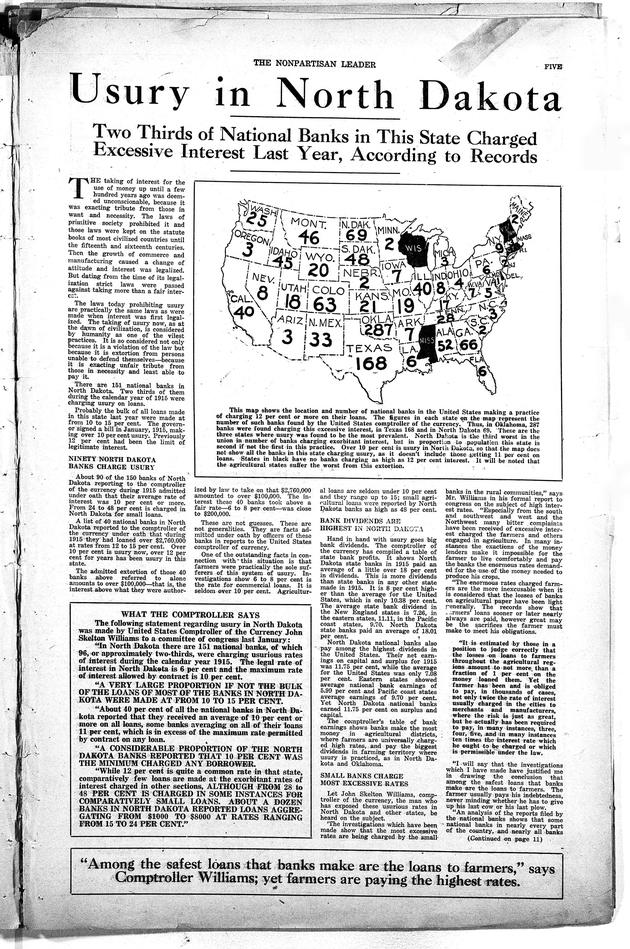 THE NONPARTISAN LEADER
FIVE
Usury in North Dakota
Two Thirds of National Banks in This State Charged
Excessive Interest Last Year, According to Records
THE taking of interest for the
use of money up until a few
hundred years ago was deem-
ed unconscionable, because it
was exacting tribute from those in
want and necessity. The laws of
primitive society prohibited it and
those laws were kept on the statute
books of most civilized countries until
the fifteenth and sixteenth centuries.
Then the growth of commerce and
manufacturing caused a change of
attitude and interest was legalized.
But dating from the time of its legal-
ization strict laws were passed
against taking more than a fair inter-
est.
The laws today prohibiting usury
are practically the same laws as were
made when interest was first legal-
ized. The taking of usury now, as at
the dawn of civilization, is considered
by humanity as one of the vilest
practices. It is so considered not only
because it is a violation of the law but
because it is extortion from persons
unable to defend themselves—because
it is exacting unfair tribute from
those in necessity and least able to
pay it.
There are 151 national banks in
North Dakota. Two thirds of them
during the calendar year of 1915 were
charging usury on loans.
Probably the bulk of all loans made
in this state last year were made at
from 10 to 15 per cent. The govern-
or signed a bill in January, 1915, mak-
ing over 10 per cent usury. Previously
12 per cent had been the limit of
legitimate interest.
NINETY NORTH DAKOTA
BANKS CHARGE USURY
About 90 of the 150 banks of North
Dakota reporting to the comptroller
of the currency during 1915 admitted
under oath that their average rate of
interest was 10 per cent or more.
From 24 to 48 per cent is charged in
North Dakota for small loans.
A list of 40 national banks in North
Dakota reported to the comptroller of
the currency under oath that during
1915 they had loaned over $2,760,000
at rates from 12 to 15 per cent. Over
10 per cent is usury now, over 12 per
cent for years has been usury in this
state.
The admitted extortion of those 40
banks above referred to alone
amounts to over $100,000—that is, the
interest above what they were author-
WASH
25
OREGON
3
CAL.
40
IDAHO
45
NEV.
8
MONT.
46
WYO.
20
UTAH
18
COLO
63
ARIZ
3
N.MEX.
33
N.DAK.
69
S.DAK.
48
NEBR.
2
KANS
21
OKLA
287
TEXAS
168
MINN.
2
IOWA
7
MO.
19
ARK
7
LA
6
WIS
ILL
40
IND
8
OHIO
4
MICH
3
KY.
17
28
MISS
ALA
52
GA.
66
FLA
6
PA.
6
MASS
DEL.
This map shows the location and number of national banks in the United States making a practice
of charging 12 per cent or more on their loans. The figures in each state on the map represent the
number of such banks found by the United States comptroller of the currency. Thus, in Oklahoma, 287
banks were found charging this excessive interest, in Texas 168 and in North Dakota 69. These are the
three states where usury was found to be the most prevalent. North Dakota is the third worst in the
union in number of banks charging exorbitant interest, but in proportion to population this state is
second if not the first in this practice. Over 10 per cent is usury in North Dakota, so that the map does
not show all the banks in this state charging usury, as it doesn't include those getting 11 per cent on
loans. States in black have no banks charging as high as 12 per cent interest. It will be noted that
the agricultural states suffer the worst from this extortion.
ized by law to take on that $2,760,000
amounted to over $100,000. The in-
terest these 40 banks took above a
fair rate—6 to 8 per cent—was close
to $200,000.
These are not guesses. These are
not generalities. They are facts ad-
mitted under oath by officers of these
banks in reports to the United States
comptroller of currency.
One of the outstanding facts in con-
nection with this situation is that
farmers were practically the sole suf-
ferers of this system of usury. In-
vestigations show 6 to 8 per cent is
the rate for commercial loans. It is
seldom over 10 per cent. Agricultur-
WHAT THE COMPTROLLER SAYS
The following statement regarding usury in North Dakota
was made by United States Comptroller of the Currency John
Skelton Williams to a committee of congress last January:
"In North Dakota there are 151 national banks, of which
96, or approximately two-thirds, were charging usurious rates
of interest during the calendar year 1915. The legal rate of
interest in North Dakota is 6 per cent and the maximum rate
of interest allowed by contract is 10 per cent.
"A VERY LARGE PROPORTION IF NOT THE BULK
OF THE LOANS OF MOST OF THE BANKS IN NORTH DA-
KOTA WERE MADE AT FROM 10 TO 15 PER CENT.
"About 40 per cent of all the national banks in North Da-
kota reported that they received an average of 10 per cent or
more on all loans, some banks averaging on all of their loans
11 per cent, which is in excess of the maximum rate permitted
by contract on any loan.
"A CONSIDERABLE PROPORTION OF THE NORTH
DAKOTA BANKS REPORTED THAT 10 PER CENT WAS
THE MINIMUM CHARGED ANY BORROWER.
"While 12 per cent is quite a common rate in that state,
comparatively few loans are made at the exorbitant rates of
interest charged in other sections, ALTHOUGH FROM 28 to
48 PER CENT IS CHARGED IN SOME INSTANCES FOR
COMPARATIVELY SMALL LOANS. ABOUT A DOZEN
BANKS IN NORTH DAKOTA REPORTED LOANS AGGRE-
GATING FROM $1000 TO $8000 AT RATES RANGING
FROM 15 TO 24 PER CENT."
al loans are seldom under 10 per cent
and they range up to 15; small agri-
cultural loans were reported by North
Dakota banks as high as 48 per cent.
BANK DIVIDENDS ARE
HIGHEST IN NORTH DAKOTA
Hand in hand with usury goes big
bank dividends. The comptroller of
the currency has compiled a table of
state bank profits. It shows North
Dakota state banks in 1915 paid an
average of a little over 18 per cent
in dividends. This is more dividends
than state banks in any other state
made in 1915. It is 8 per cent high-
er than the average for the United
States, which is only 10.38 per cent.
The average state bank dividend in
the New England states is 7.26, in
the eastern states, 11.11, in the Pacific
coast states, 9.70. North Dakota
state banks paid an average of 18.01
per cent.
North Dakota national banks also
pay among the highest dividends in
the United States. Their net earn-
ings on capital and surplus for 1915
was 11.75 per cent, while the average
for the United States was only 7.08
per cent. Eastern states showed
average national bank earnings of
5.99 per cent and Pacific coast states
average earnings of 9.70 per cent.
Yet North Dakota national banks
earned 11.75 per cent on surplus and
capital.
The comptroller's table of bank
earnings shows banks make the most
money in agricultural districts,
where farmers are universally charg-
ed high rates, and pay the biggest
dividends in farming territory where
usury is practiced, as in North Da-
kota and Oklahoma.
SMALL BANKS CHARGE
MOST EXCESSIVE RATES
Let John Skelton Williams, comp-
troller of the currency, the man who
has exposed these usurious rates in
North Dakota and other states, be
heard on the subject.
"The investigations which have been
made show that the most excessive
rates are being charged by the small
banks in the rural communities," says
Mr. Williams in his formal report to
congress on the subject of high inter-
est rates. "Especially from the south
and southwest and west and the
Northwest many bitter complaints
have been received of excessive inter-
est charged the farmers and others
engaged in agriculture. In many in-
stances the exactions of the money
lenders make it impossible for the
farmer to live comfortably and pay
the banks the enormous rates demand-
ed for the use of the money needed to
produce his crops.
"The enormous rates charged farm-
ers are the more inexcusable when it
is considered that the losses of banks
on agricultural paper have been light
generally. The records show that
farmers' loans sooner or later nearly
always are paid, however great may
be the sacrifices the farmer must
make to meet his obligations.
"It is estimated by those in a
position to judge correctly that
the losses on loans to farmers
throughout the agricultural reg-
ions amount to not more than a
fraction of 1 per cent on the
money loaned them. Yet the
farmer has been and is obliged
to pay, in thousands of cases,
not only twice the rate of interest
usually charged in the cities to
merchants and manufacturers,
where the risk is just as great,
but he actually has been required
to pay, in many instances, three,
four, five, and in some instances
ten times the interest rate which
he ought to be charged or which
is permissible under the law.
"I will say that the investigations
which I have made have justified me
in drawing the conclusion that
among the safest loans that banks
make are the loans to farmers. The
farmer usually pays his indebtedness,
never minding whether he has to give
up his last cow or his last plow.
"An analysis of the reports filed by
the national banks shows that some
national banks in nearly every part
of the country, and nearly all banks
(Continued on page 11)
"Among the safest loans that banks make are the loans to farmers," says
Comptroller Williams; yet farmers are paying the highest rates.